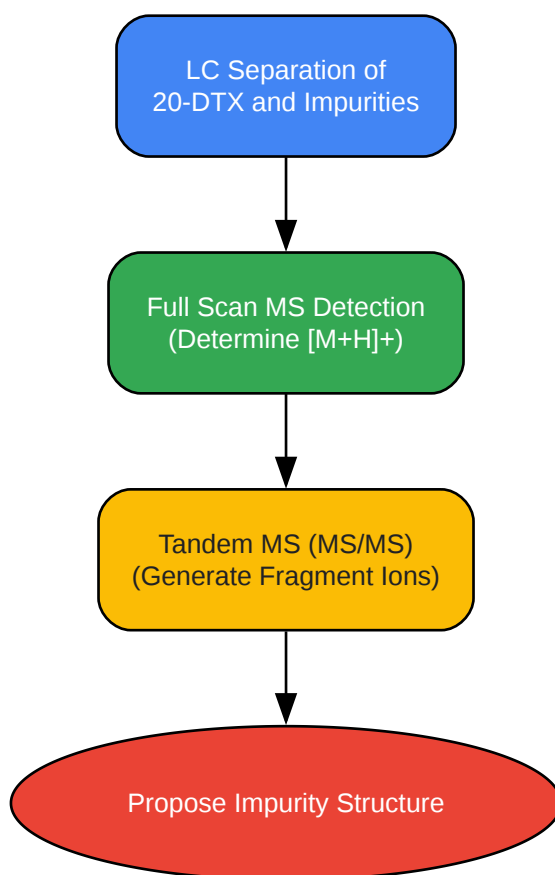 LC Separation of
20-DTX and Impurities
Full Scan MS Detection
(Determine [M+H]+)
Tandem MS (MS/MS)
(Generate Fragment Ions)
Propose Impurity Structure